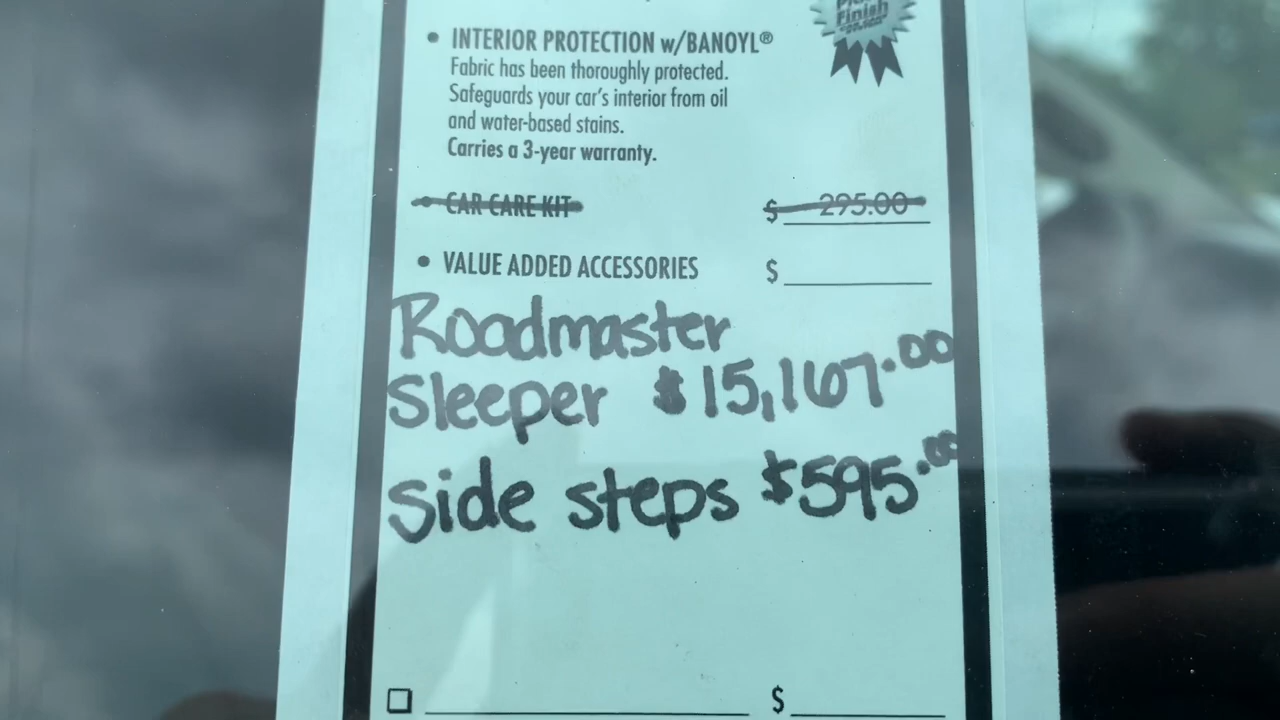 Finish
• INTERIOR PROTECTION w/BANOYL®
Fabric has been thoroughly protected.
Safeguards your car's interior from oil
and water-based stains.
Carries a 3-year warranty.
• CAR CARE KIT $ 295.00
• VALUE ADDED ACCESSORIES $
Roadmaster
Sleeper $15,167.00
Side steps $595.00
$